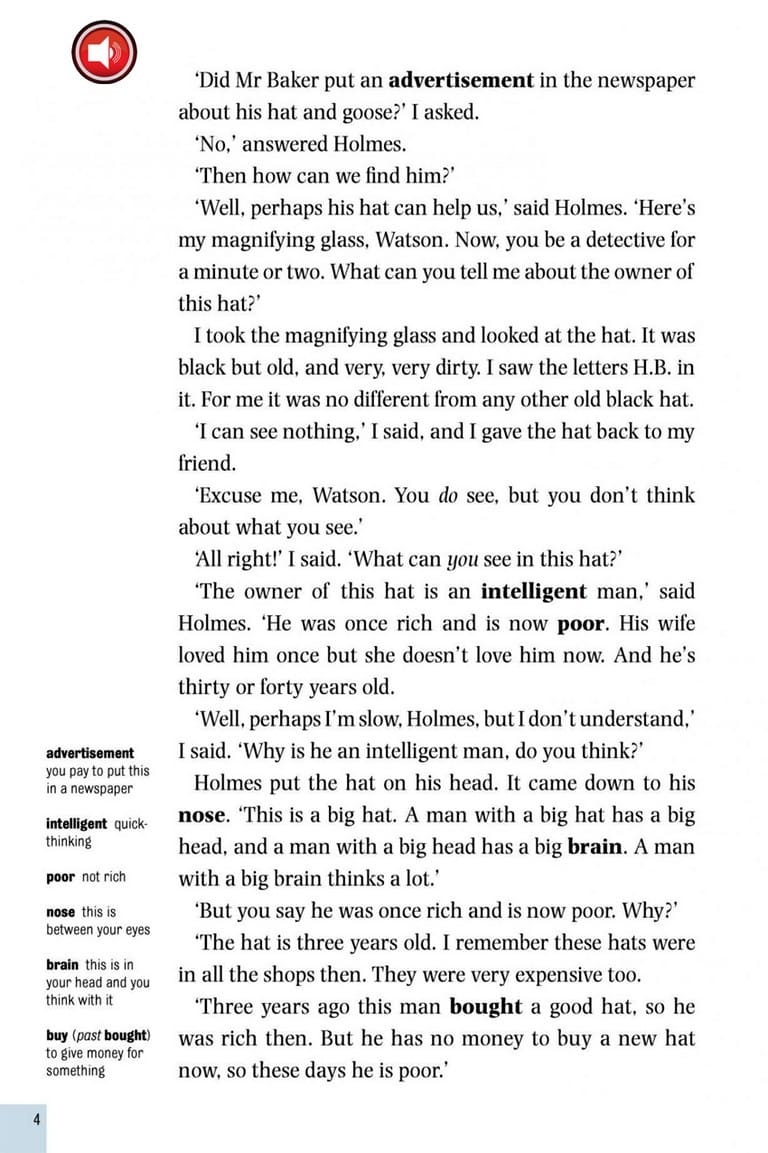 ‘Did Mr Baker put an advertisement in the newspaper
about his hat and goose?’ I asked.
‘No,’ answered Holmes.
‘Then how can we find him?’
‘Well, perhaps his hat can help us,’ said Holmes. ‘Here’s
my magnifying glass, Watson. Now, you be a detective for
a minute or two. What can you tell me about the owner of
this hat?’
I took the magnifying glass and looked at the hat. It was
black but old, and very, very dirty. I saw the letters H.B. in
it. For me it was no different from any other old black hat.
‘I can see nothing,’ I said, and I gave the hat back to my
friend.
‘Excuse me, Watson. You do see, but you don’t think
about what you see.’
‘All right!’ I said. ‘What can you see in this hat?’
‘The owner of this hat is an intelligent man,’ said
Holmes. ‘He was once rich and is now poor. His wife
loved him once but she doesn’t love him now. And he’s
thirty or forty years old.
‘Well, perhaps I’m slow, Holmes, but I don’t understand,’
I said. ‘Why is he an intelligent man, do you think?’
Holmes put the hat on his head. It came down to his
nose. ‘This is a big hat. A man with a big hat has a big
head, and a man with a big head has a big brain. A man
with a big brain thinks a lot.’
‘But you say he was once rich and is now poor. Why?’
‘The hat is three years old. I remember these hats were
in all the shops then. They were very expensive too.
‘Three years ago this man bought a good hat, so he
was rich then. But he has no money to buy a new hat
now, so these days he is poor.’
advertisement
you pay to put this
in a newspaper
intelligent quick-
thinking
poor not rich
nose this is
between your eyes
brain this is in
your head and you
think with it
buy (past bought)
to give money for
something
4